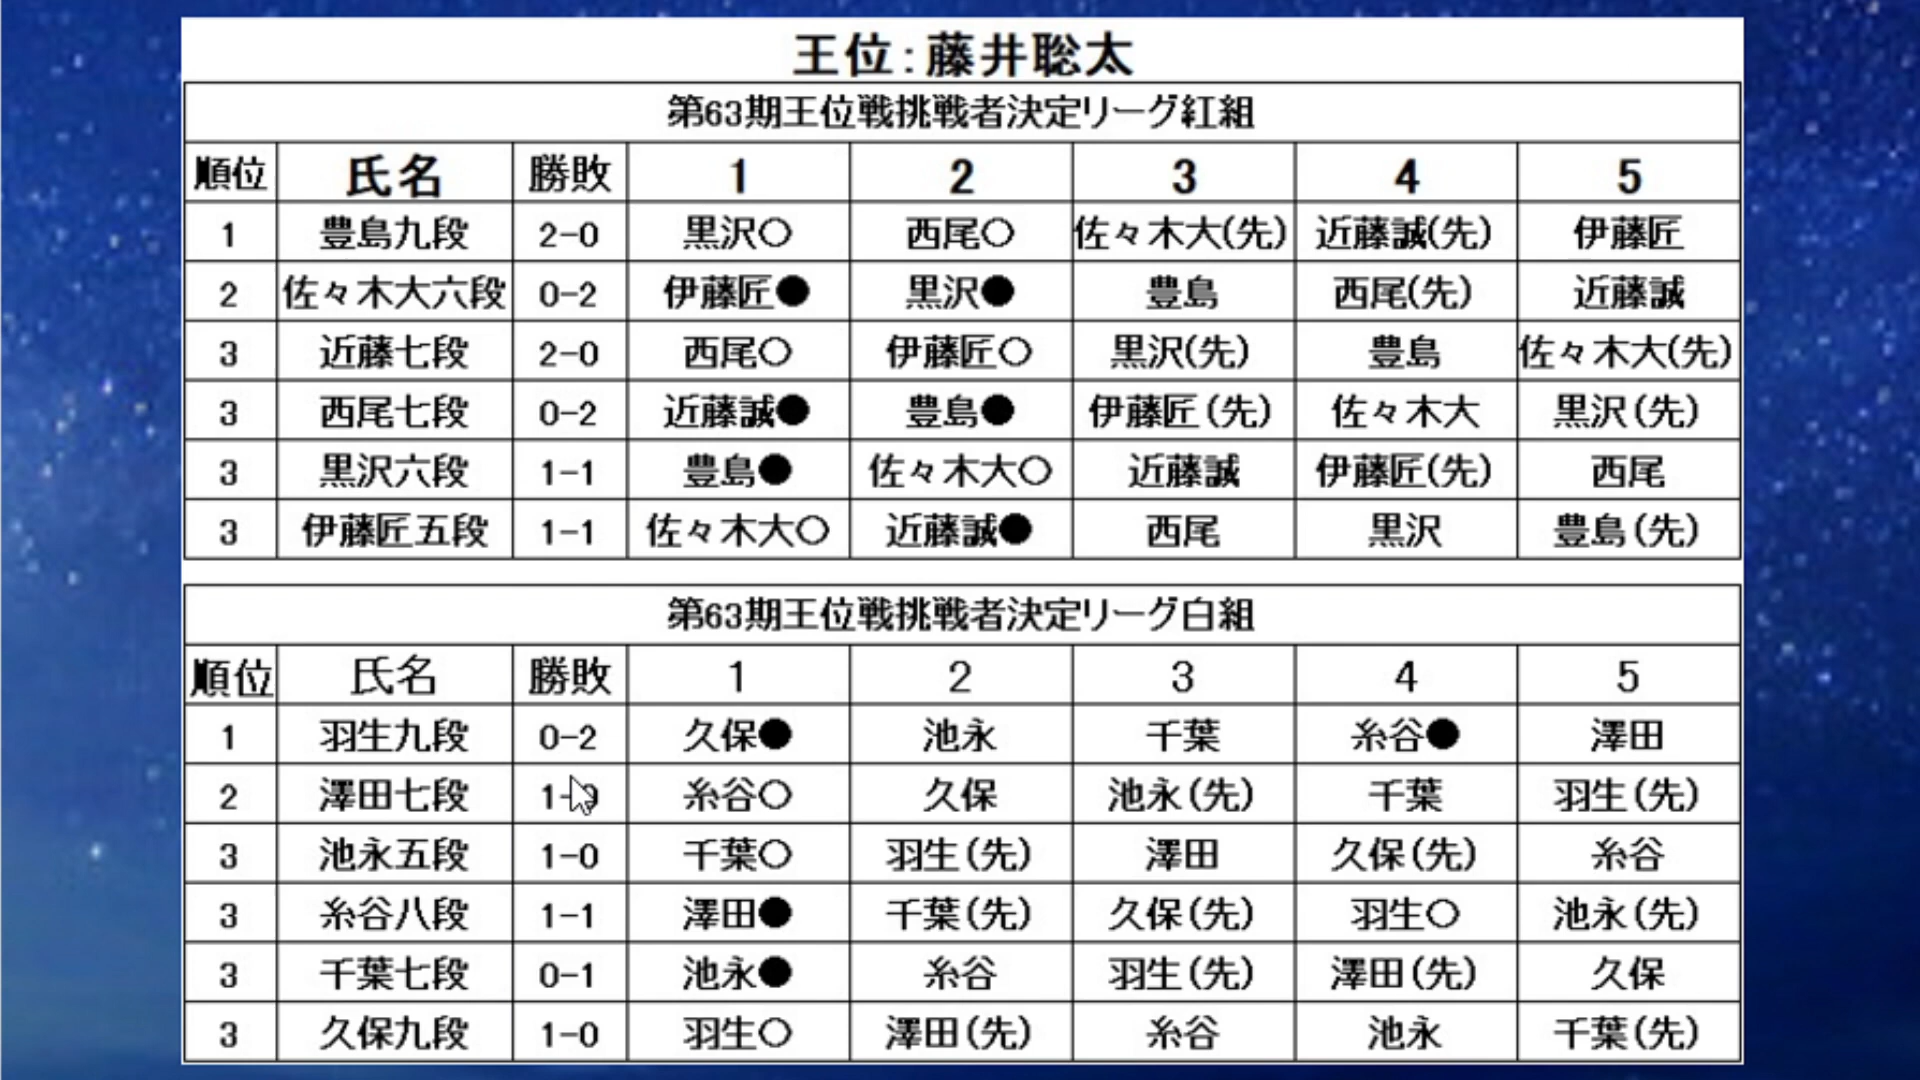 王位:藤井聡太
第63期王位戦挑戦者決定リーグ紅組
順位 氏名 勝敗 1 2 3 4 5
1 豊島九段 2-0 黒沢○ 西尾○ 佐々木大(先) 近藤誠(先) 伊藤匠
2 佐々木大六段 0-2 伊藤匠● 黒沢● 豊島 西尾(先) 近藤誠
3 近藤七段 2-0 西尾○ 伊藤匠○ 黒沢(先) 豊島 佐々木大(先)
3 西尾七段 0-2 近藤誠● 豊島● 伊藤匠(先) 佐々木大 黒沢(先)
3 黒沢六段 1-1 豊島● 佐々木大○ 近藤誠 伊藤匠(先) 西尾
3 伊藤匠五段 1-1 佐々木大○ 近藤誠● 西尾 黒沢 豊島(先)
第63期王位戦挑戦者決定リーグ白組
順位 氏名 勝敗 1 2 3 4 5
1 羽生九段 0-2 久保● 池永 千葉 糸谷● 澤田
2 澤田七段 1-0 糸谷○ 久保 池永(先) 千葉 羽生(先)
3 池永五段 1-0 千葉○ 羽生(先) 澤田 久保(先) 糸谷
3 糸谷八段 1-1 澤田● 千葉(先) 久保(先) 羽生○ 池永(先)
3 千葉七段 0-1 池永● 糸谷 羽生(先) 澤田(先) 久保
3 久保九段 1-0 羽生○ 澤田(先) 糸谷 池永 千葉(先)